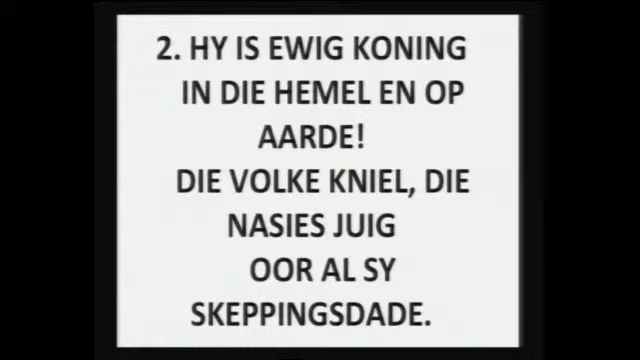 2. HY IS EWIG KONING
IN DIE HEMEL EN OP
AARDE!
DIE VOLKE KNIEL, DIE
NASIES JUIG
OOR AL SY
SKEPPINGSDADE.